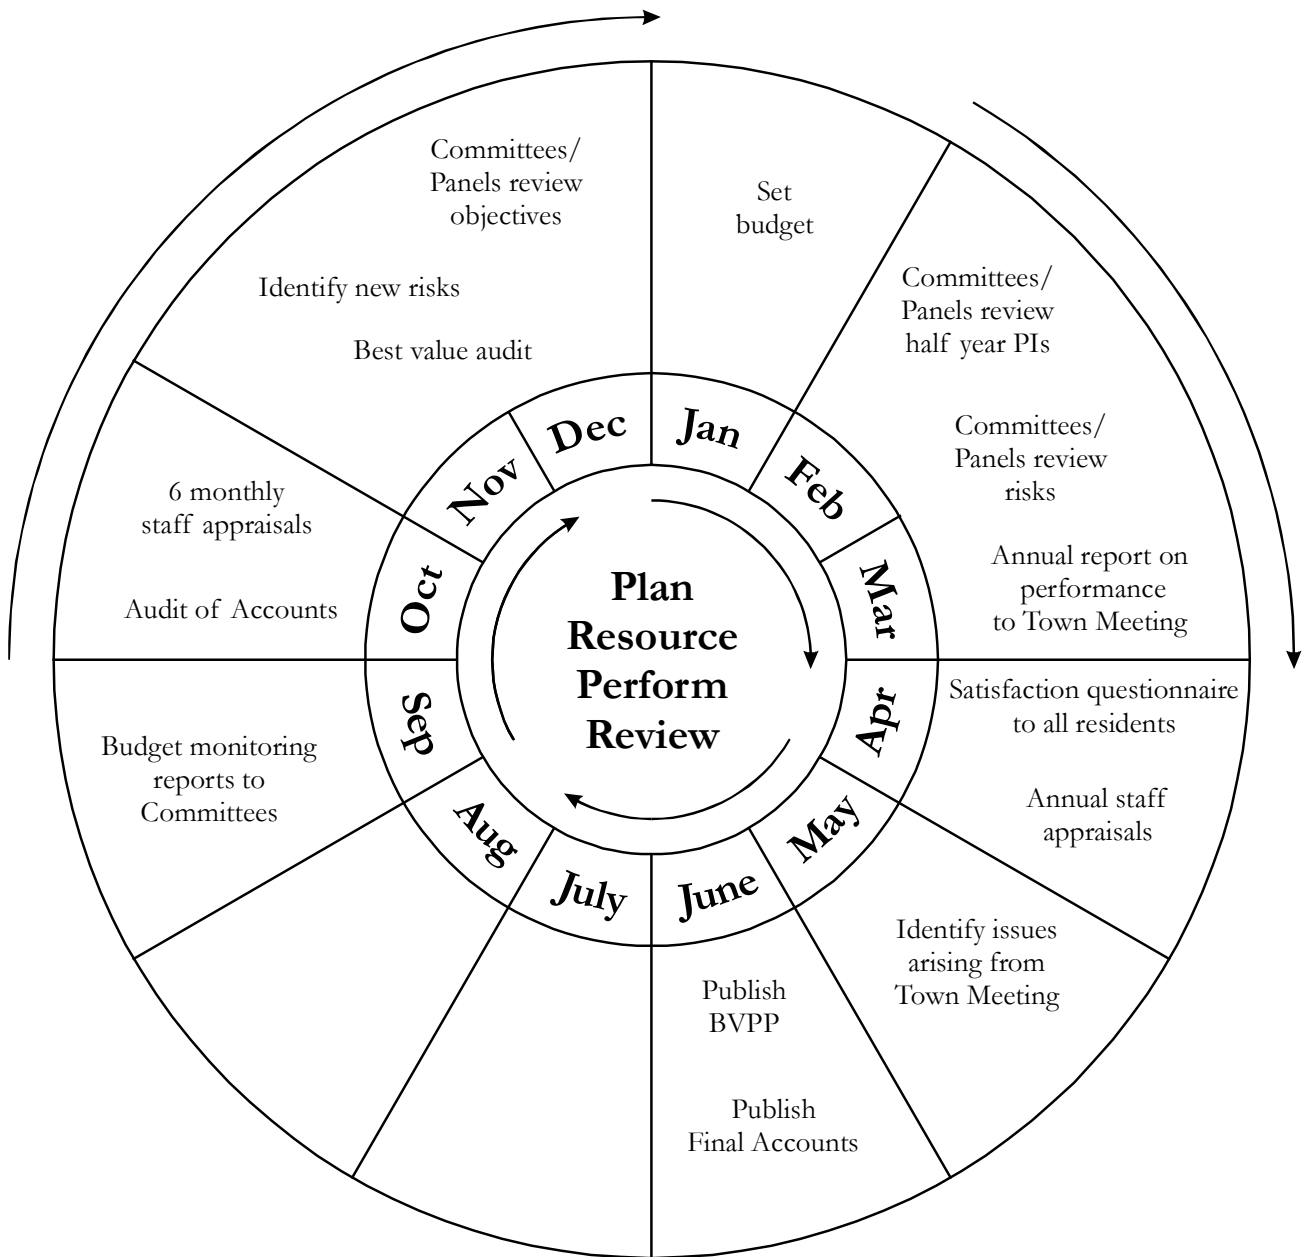 Committees/
Panels review
objectives
Identify new risks
Best value audit
Set
budget
Committees/
Panels review
half year PIs
Committees/
Panels review
risks
Annual report on
performance
to Town Meeting
Satisfaction questionnaire
to all residents
Annual staff
appraisals
Identify issues
arising from
Town Meeting
Publish
BVPP
Publish
Final Accounts
Budget monitoring
reports to
Committees
6 monthly
staff appraisals
Audit of Accounts
Jan
Feb
Mar
Apr
May
June
July
Aug
Sep
Oct
Nov
Dec
Plan
Resource
Perform
Review